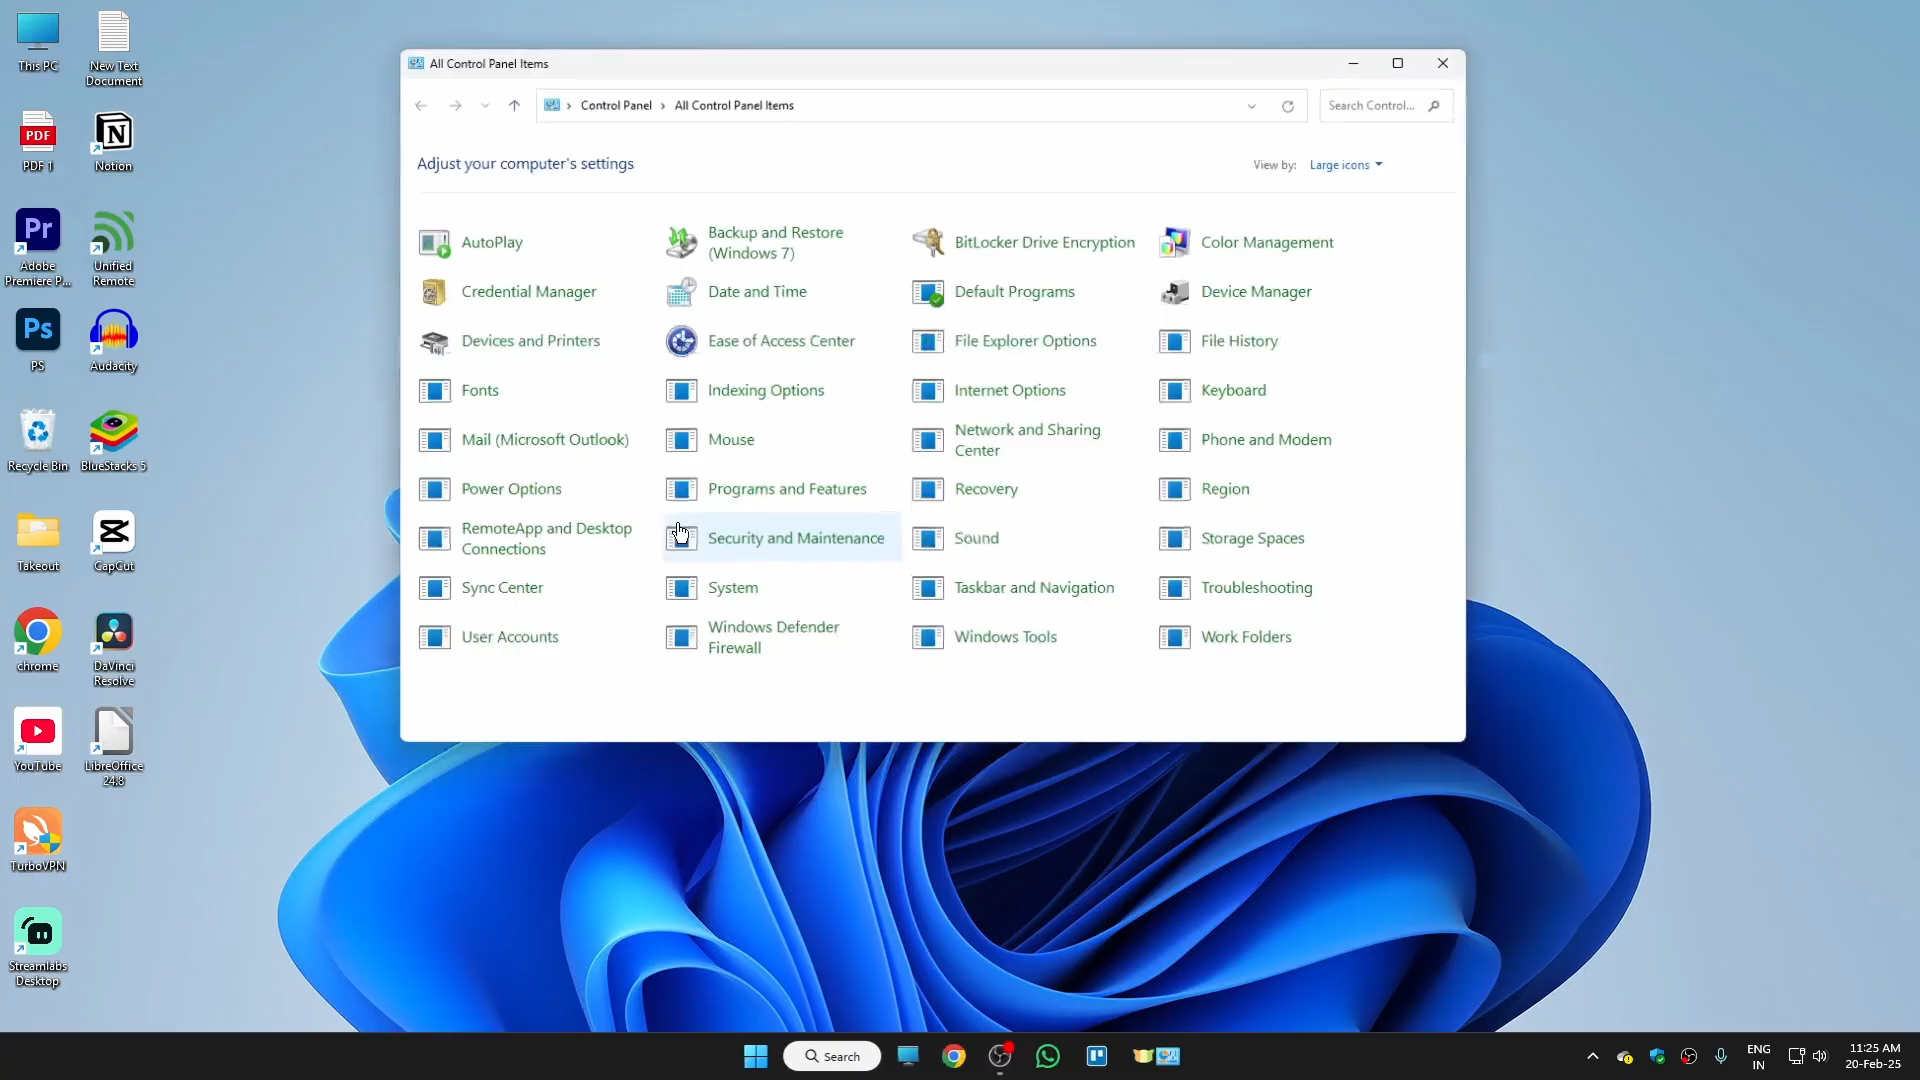 This PC
New Text
Document
PDF
PDF 1
N
Notion
Pr
Adobe
Premiere P...
Unified
Remote
Ps
PS
Audacity
Recycle Bin
BlueStacks 5
Takeout
CapCut
chrome
DaVinci
Resolve
YouTube
LibreOffice
24.8
TurboVPN
Streamlabs
Desktop
All Control Panel Items
Control Panel > All Control Panel Items
Search Control...
Adjust your computer's settings
View by: Large icons
AutoPlay
Backup and Restore
(Windows 7)
BitLocker Drive Encryption
Color Management
Credential Manager
Date and Time
Default Programs
Device Manager
Devices and Printers
Ease of Access Center
File Explorer Options
File History
Fonts
Indexing Options
Internet Options
Keyboard
Mail (Microsoft Outlook)
Mouse
Network and Sharing
Center
Phone and Modem
Power Options
Programs and Features
Recovery
Region
RemoteApp and Desktop
Connections
Security and Maintenance
Sound
Storage Spaces
Sync Center
System
Taskbar and Navigation
Troubleshooting
User Accounts
Windows Defender
Firewall
Windows Tools
Work Folders
Search
ENG
IN
11:25 AM
20-Feb-25